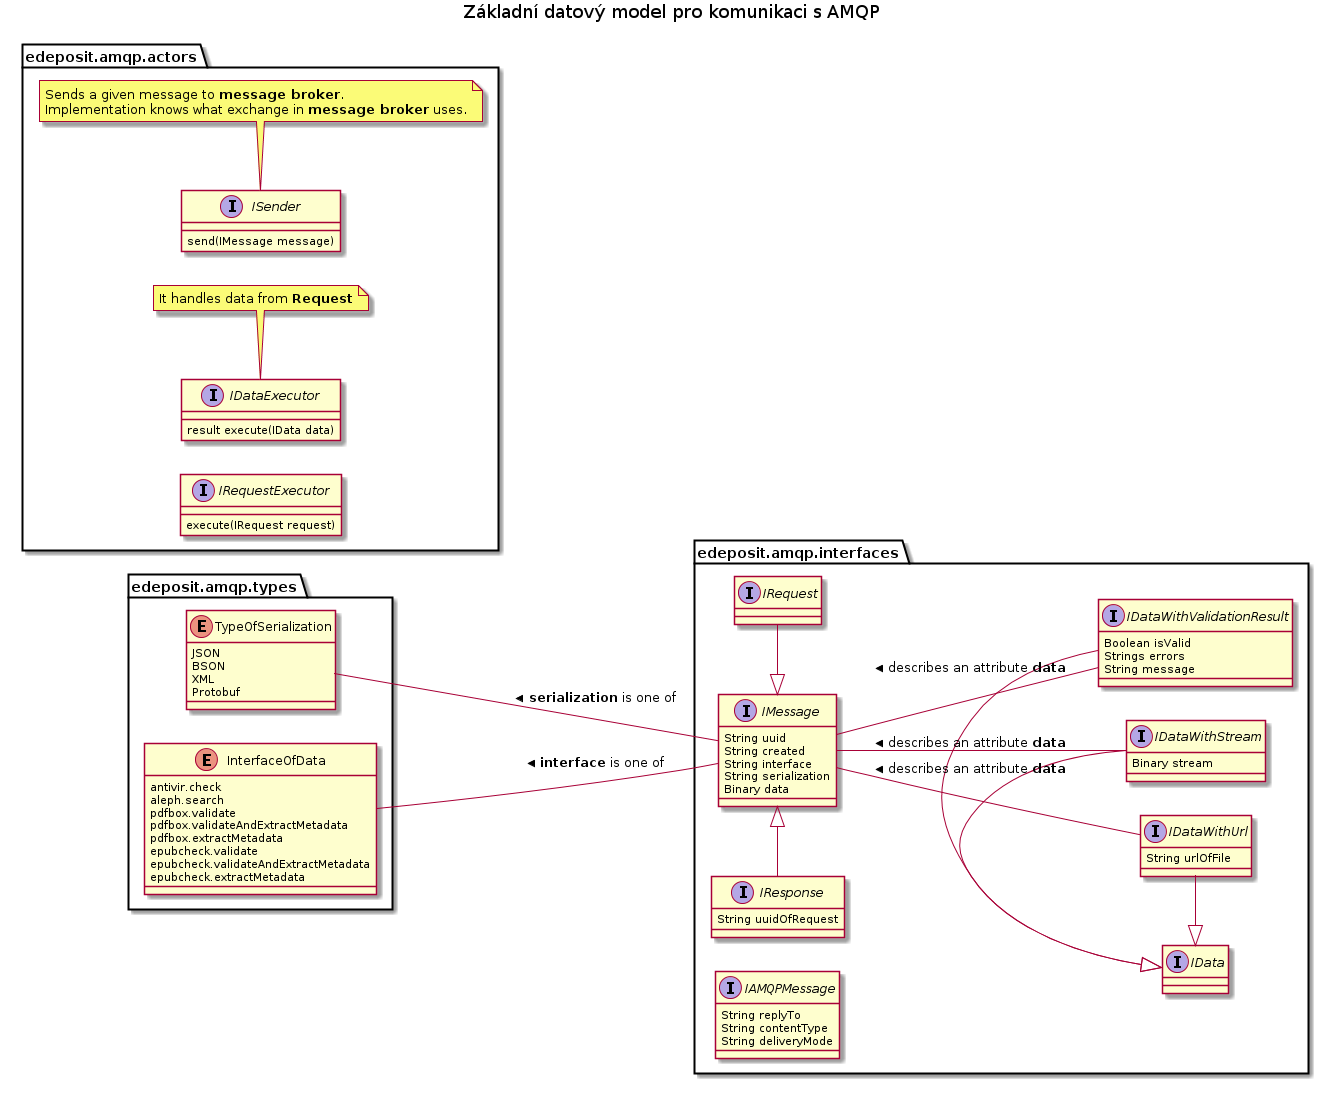 Základní datový model pro komunikaci s AMQP
edeposit.amqp.actors
Sends a given message to message broker.
Implementation knows what exchange in message broker uses.
I ISender
send(IMessage message)
It handles data from Request
I IDataExecutor
result execute(IData data)
I IRequestExecutor
execute(IRequest request)
edeposit.amqp.types
E TypeOfSerialization
JSON
BSON
XML
Protobuf
E InterfaceOfData
antivir.check
aleph.search
pdfbox.validate
pdfbox.validateAndExtractMetadata
pdfbox.extractMetadata
epubcheck.validate
epubcheck.validateAndExtractMetadata
epubcheck.extractMetadata
◄ serialization is one of
◄ interface is one of
edeposit.amqp.interfaces
I IRequest
I IMessage
String uuid
String created
String interface
String serialization
Binary data
I IResponse
String uuidOfRequest
I IAMQPMessage
String replyTo
String contentType
String deliveryMode
◄ describes an attribute data
◄ describes an attribute data
◄ describes an attribute data
I IDataWithValidationResult
Boolean isValid
Strings errors
String message
I IDataWithStream
Binary stream
I IDataWithUrl
String urlOfFile
I IData